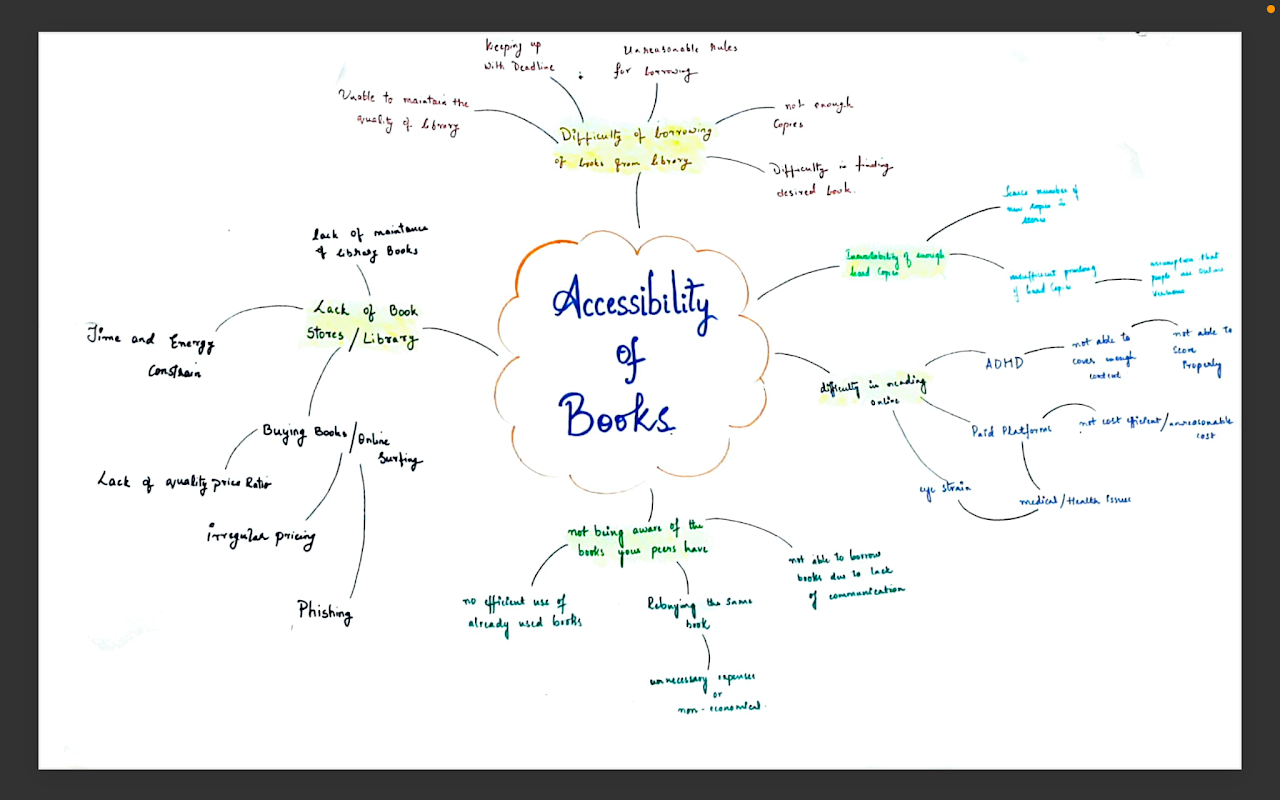 Accessibility
of
Books
Keeping up
with Deadline
Unreasonable rules
for borrowing
Unable to maintain the
quality of library
not enough
Copies
Difficulty of borrowing
of books from library
Difficulty in finding
desired book.
Scarce number of
new copies in
store
enough
hard copies
insufficient printing
of hard copies
assumption that
people use online
versions
difficulty in reading
online
ADHD
not able to
cover enough
content
not able to
score
Properly
Paid Platforms
not cost efficient/unreasonable
cost
eye strain
medical/Health issues
not being aware of the
books your peers have
not able to borrow
books due to lack
of communication
Rebuying the same
book
unnecessary expenses
or
non-economical.
no efficient use of
already used books
lack of maintance
of library Books
Lack of Book
Stores/Library
Time and Energy
Constrain
Buying Books/Online
Surfing
Lack of quality price Ratio
irregular pricing
Phishing